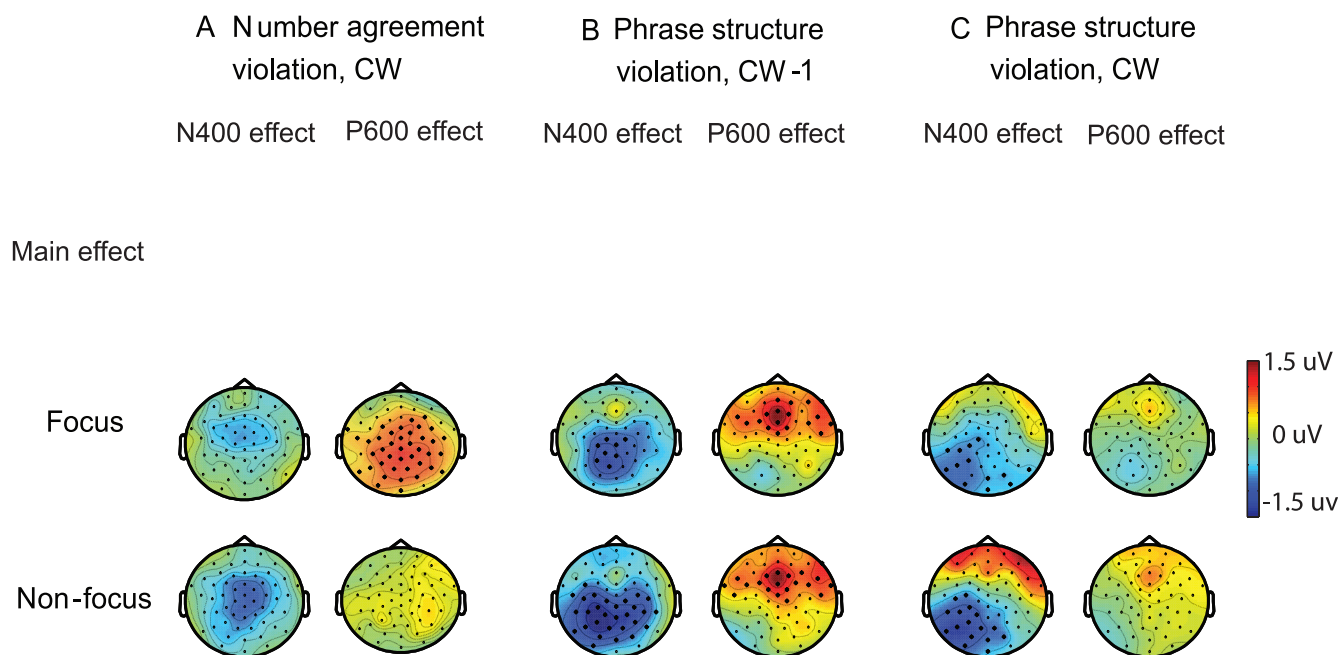 A Number agreement violation, CW
B Phrase structure violation, CW-1
C Phrase structure violation, CW
N400 effect P600 effect N400 effect P600 effect N400 effect P600 effect
Main effect
Focus
Non-focus
1.5 uV
0 uV
-1.5 uv